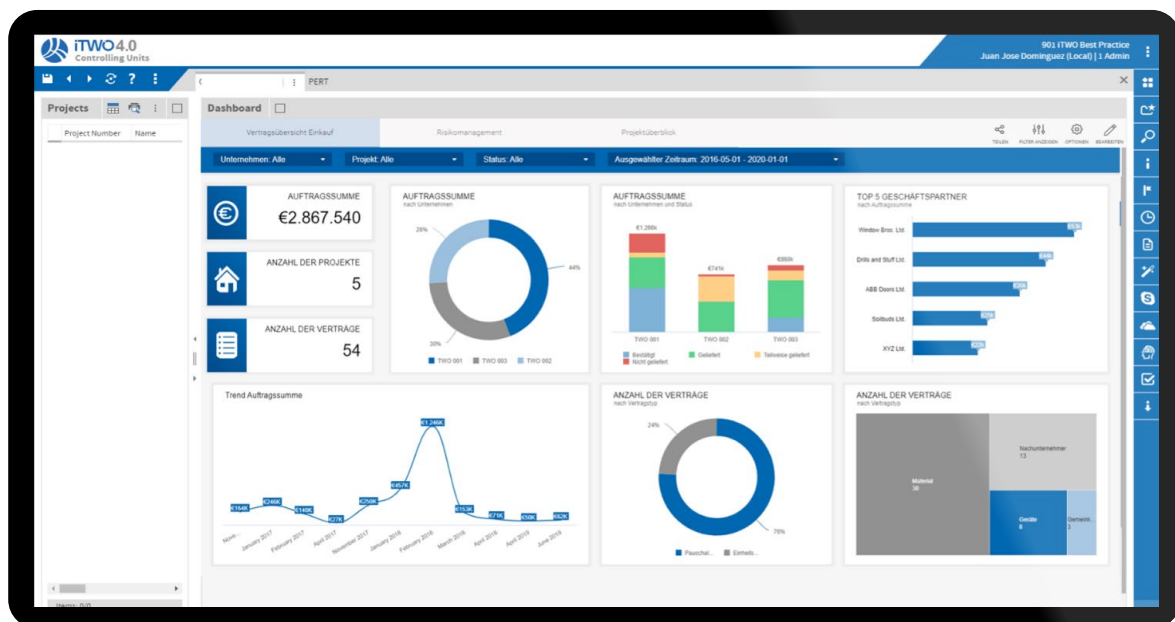 iTWO 4.0
Controlling Units
901 iTWO Best Practice
Juan Jose Dominguez (Local) | 1 Admin
PERT
Projects
Dashboard
Project Number Name
Vertragsübersicht Einkauf
Risikomanagement
Projektüberblick
TEILEN
FILTER ANZEIGEN
OPTIONEN
BEARBEITEN
Unternehmen: Alle
Projekt: Alle
Status: Alle
Ausgewählter Zeitraum: 2016-05-01 - 2020-01-01
AUFTRAGSSUMME
€2.867.540
ANZAHL DER PROJEKTE
5
ANZAHL DER VERTRÄGE
54
AUFTRAGSSUMME
nach Unternehmen
26%
44%
30%
TWO 001 TWO 003 TWO 002
AUFTRAGSSUMME
nach Unternehmen und Status
€741k
TWO 001 TWO 002 TWO 003
Bestätigt Geliefert Teilweise geliefert
Nicht geliefert
TOP 5 GESCHÄFTSPARTNER
nach Auftragssumme
Window Bros. Ltd.
Drills and Stuff Ltd.
ABB Doors Ltd.
XYZ Ltd.
Trend Auftragssumme
€164K
€246K
€149K
€27K
€250K
€457K
€1.246K
€153K
€71K
€50K
€62K
Nove...
January 2017
February 2017
April 2017
November 2017
January 2018
February 2018
March 2018
April 2018
April 2019
June 2019
ANZAHL DER VERTRÄGE
nach Vertragstyp
24%
76%
Pauschal... Einheits...
ANZAHL DER VERTRÄGE
nach Vertragstyp
Material
30
Nachunternehmer
13
Geräte
8
Gemeinl...
3
Items: 0/0